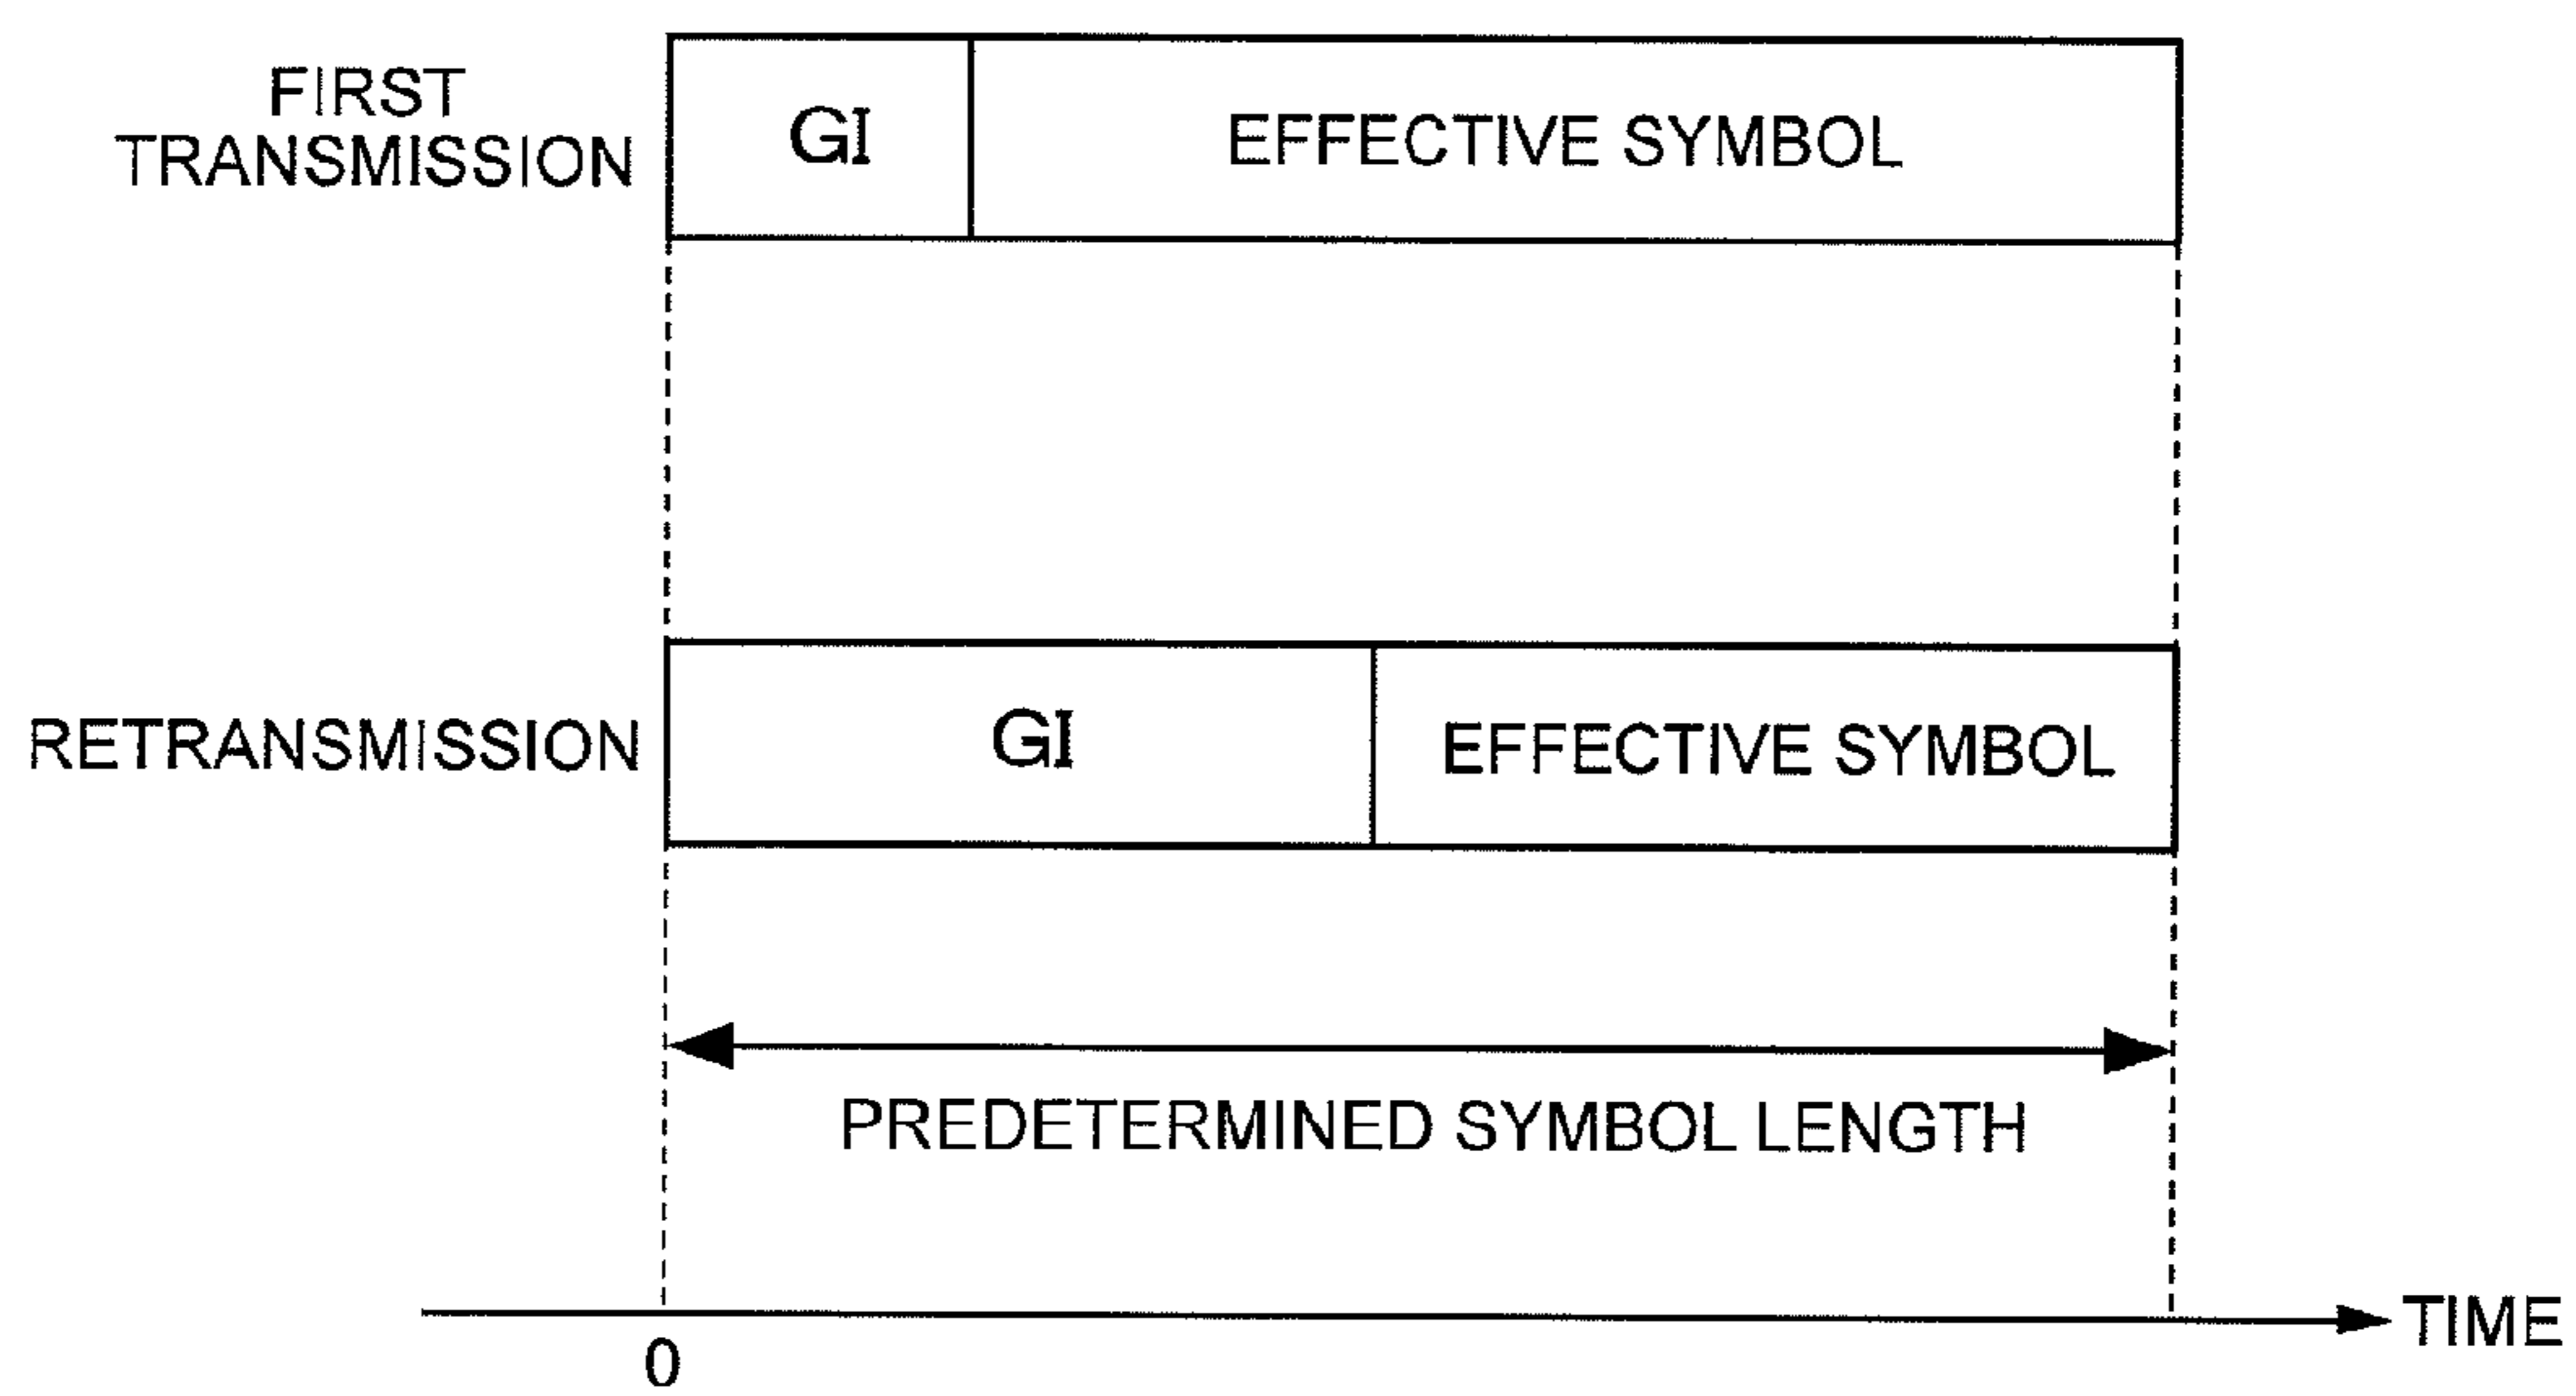 FIRST
TRANSMISSION
GI
EFFECTIVE SYMBOL
RETRANSMISSION
GI
EFFECTIVE SYMBOL
PREDETERMINED SYMBOL LENGTH
TIME
0